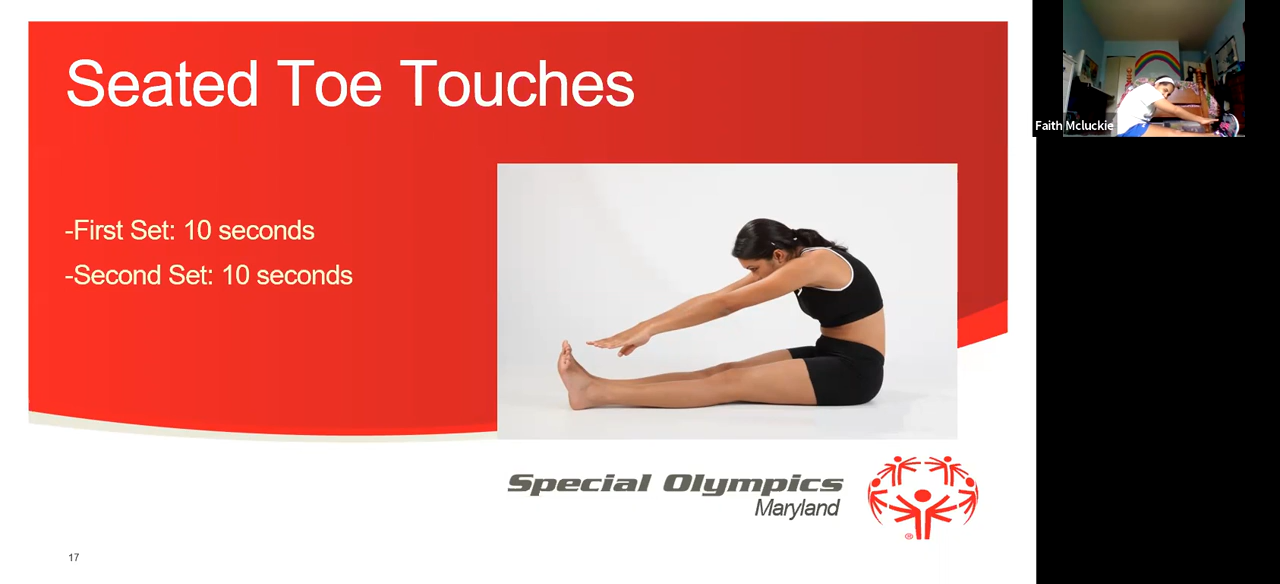 Seated Toe Touches
-First Set: 10 seconds
-Second Set: 10 seconds
Special Olympics
Maryland
®
17
Faith Mcluckie